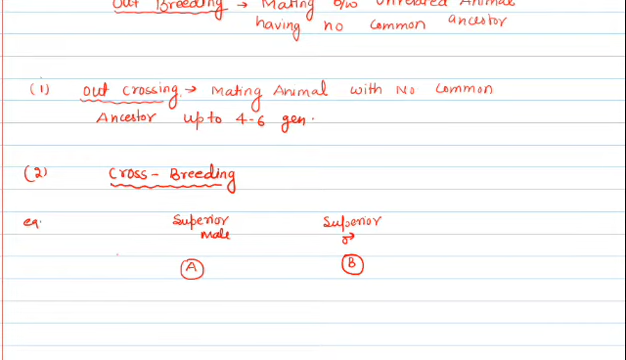 Out Breeding → Mating b/w Unrelated Animals
having no common ancestor
(1) Out crossing → Mating Animal with No Common
Ancestor upto 4-6 gen.
(2) Cross - Breeding
eg. Superior Superior
Male ♂
A B